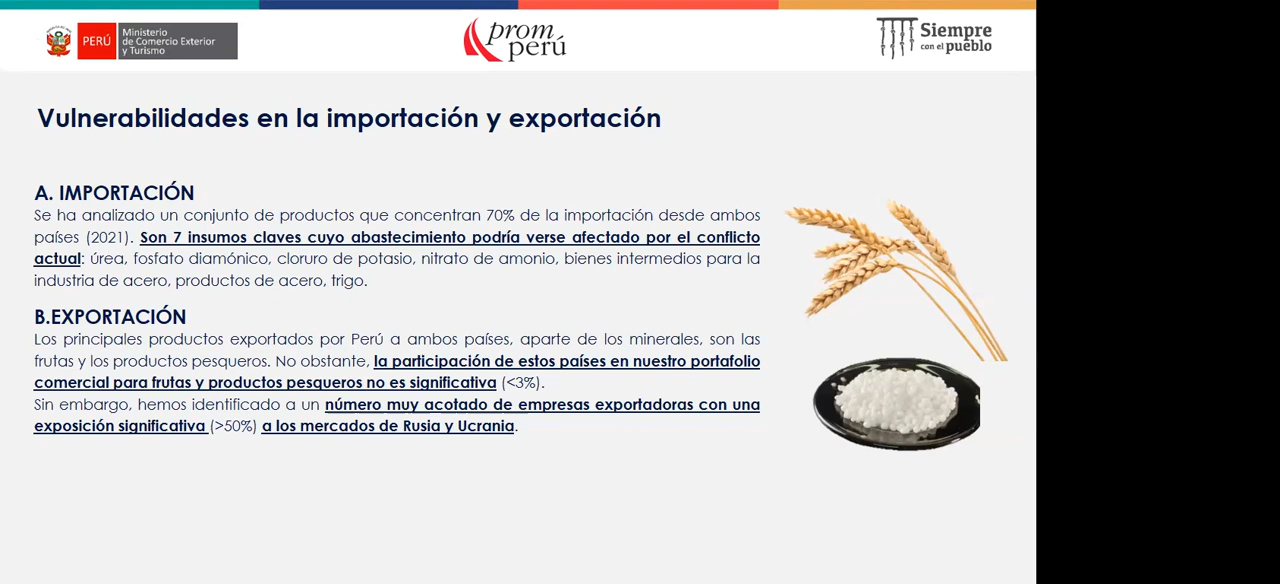 PERÚ
Ministerio
de Comercio Exterior
y Turismo
prom
perú
Siempre
con el pueblo
Vulnerabilidades en la importación y exportación
A. IMPORTACIÓN
Se ha analizado un conjunto de productos que concentran 70% de la importación desde ambos
países (2021). Son 7 insumos claves cuyo abastecimiento podría verse afectado por el conflicto
actual: úrea, fosfato diamónico, cloruro de potasio, nitrato de amonio, bienes intermedios para la
industria de acero, productos de acero, trigo.
B.EXPORTACIÓN
Los principales productos exportados por Perú a ambos países, aparte de los minerales, son las
frutas y los productos pesqueros. No obstante, la participación de estos países en nuestro portafolio
comercial para frutas y productos pesqueros no es significativa (<3%).
Sin embargo, hemos identificado a un número muy acotado de empresas exportadoras con una
exposición significativa (>50%) a los mercados de Rusia y Ucrania.